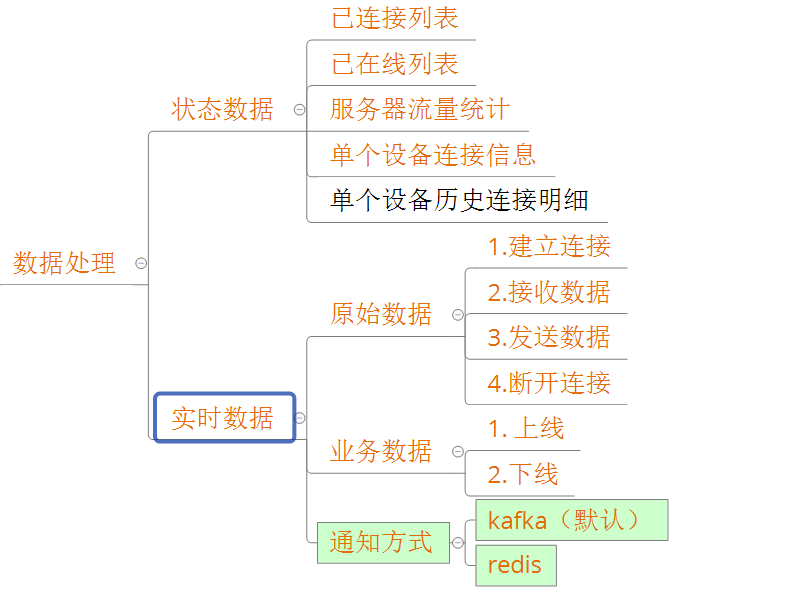 数据处理
状态数据
已连接列表
已在线列表
服务器流量统计
单个设备连接信息
单个设备历史连接明细
实时数据
原始数据
1.建立连接
2.接收数据
3.发送数据
4.断开连接
业务数据
1. 上线
2.下线
通知方式
kafka（默认）
redis